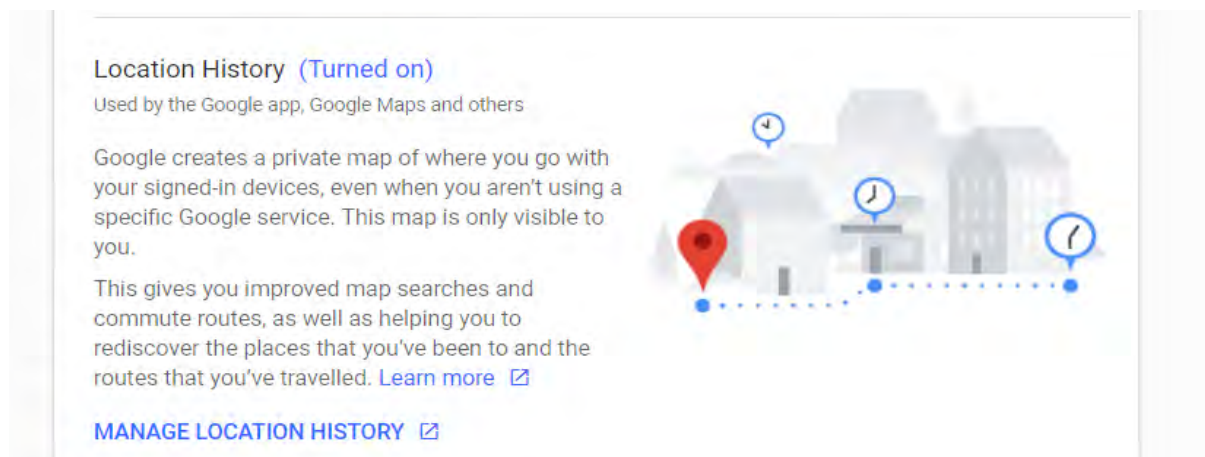 Location History (Turned on)
Used by the Google app, Google Maps and others
Google creates a private map of where you go with
your signed-in devices, even when you aren't using a
specific Google service. This map is only visible to
you.
This gives you improved map searches and
commute routes, as well as helping you to
rediscover the places that you've been to and the
routes that you've travelled. Learn more
MANAGE LOCATION HISTORY